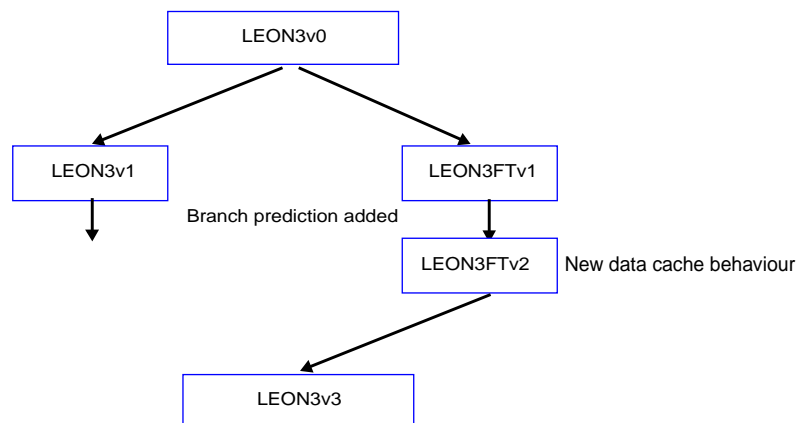 LEON3v0
LEON3v1
LEON3FTv1
Branch prediction added
LEON3FTv2
New data cache behaviour
LEON3v3